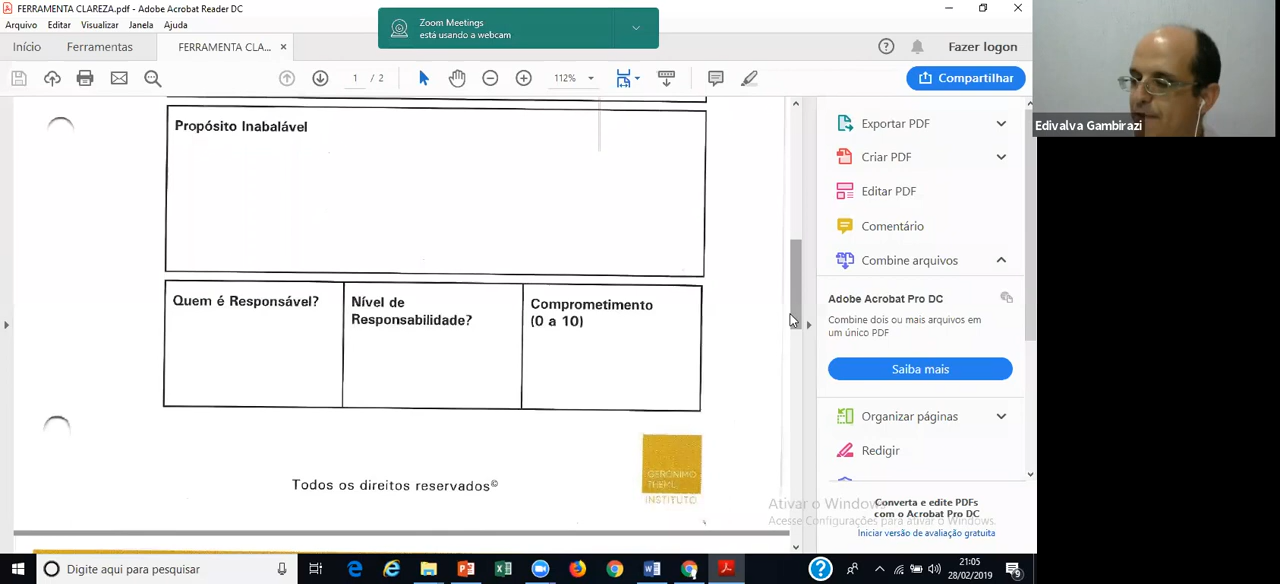 FERRAMENTA CLAREZA.pdf - Adobe Acrobat Reader DC
Arquivo Editar Visualizar Janela Ajuda
Zoom Meetings
está usando a webcam
Início Ferramentas FERRAMENTA CLA... ×
Fazer logon
1 / 2
112%
Compartilhar
Propósito Inabalável
Quem é Responsável?
Nível de
Responsabilidade?
Comprometimento
(0 a 10)
Todos os direitos reservados©
GERONIMO
THEML
INSTITUTO
Exportar PDF
Criar PDF
Editar PDF
Comentário
Combine arquivos
Adobe Acrobat Pro DC
Combine dois ou mais arquivos em
um único PDF
Saiba mais
Organizar páginas
Redigir
Ativar o Windows
Acesse Configurações para ativar o Windows.
Converta e edite PDFs
com o Acrobat Pro DC
Iniciar versão de avaliação gratuita
Edivalva Gambirazi
Digite aqui para pesquisar
21:05
28/02/2019
9